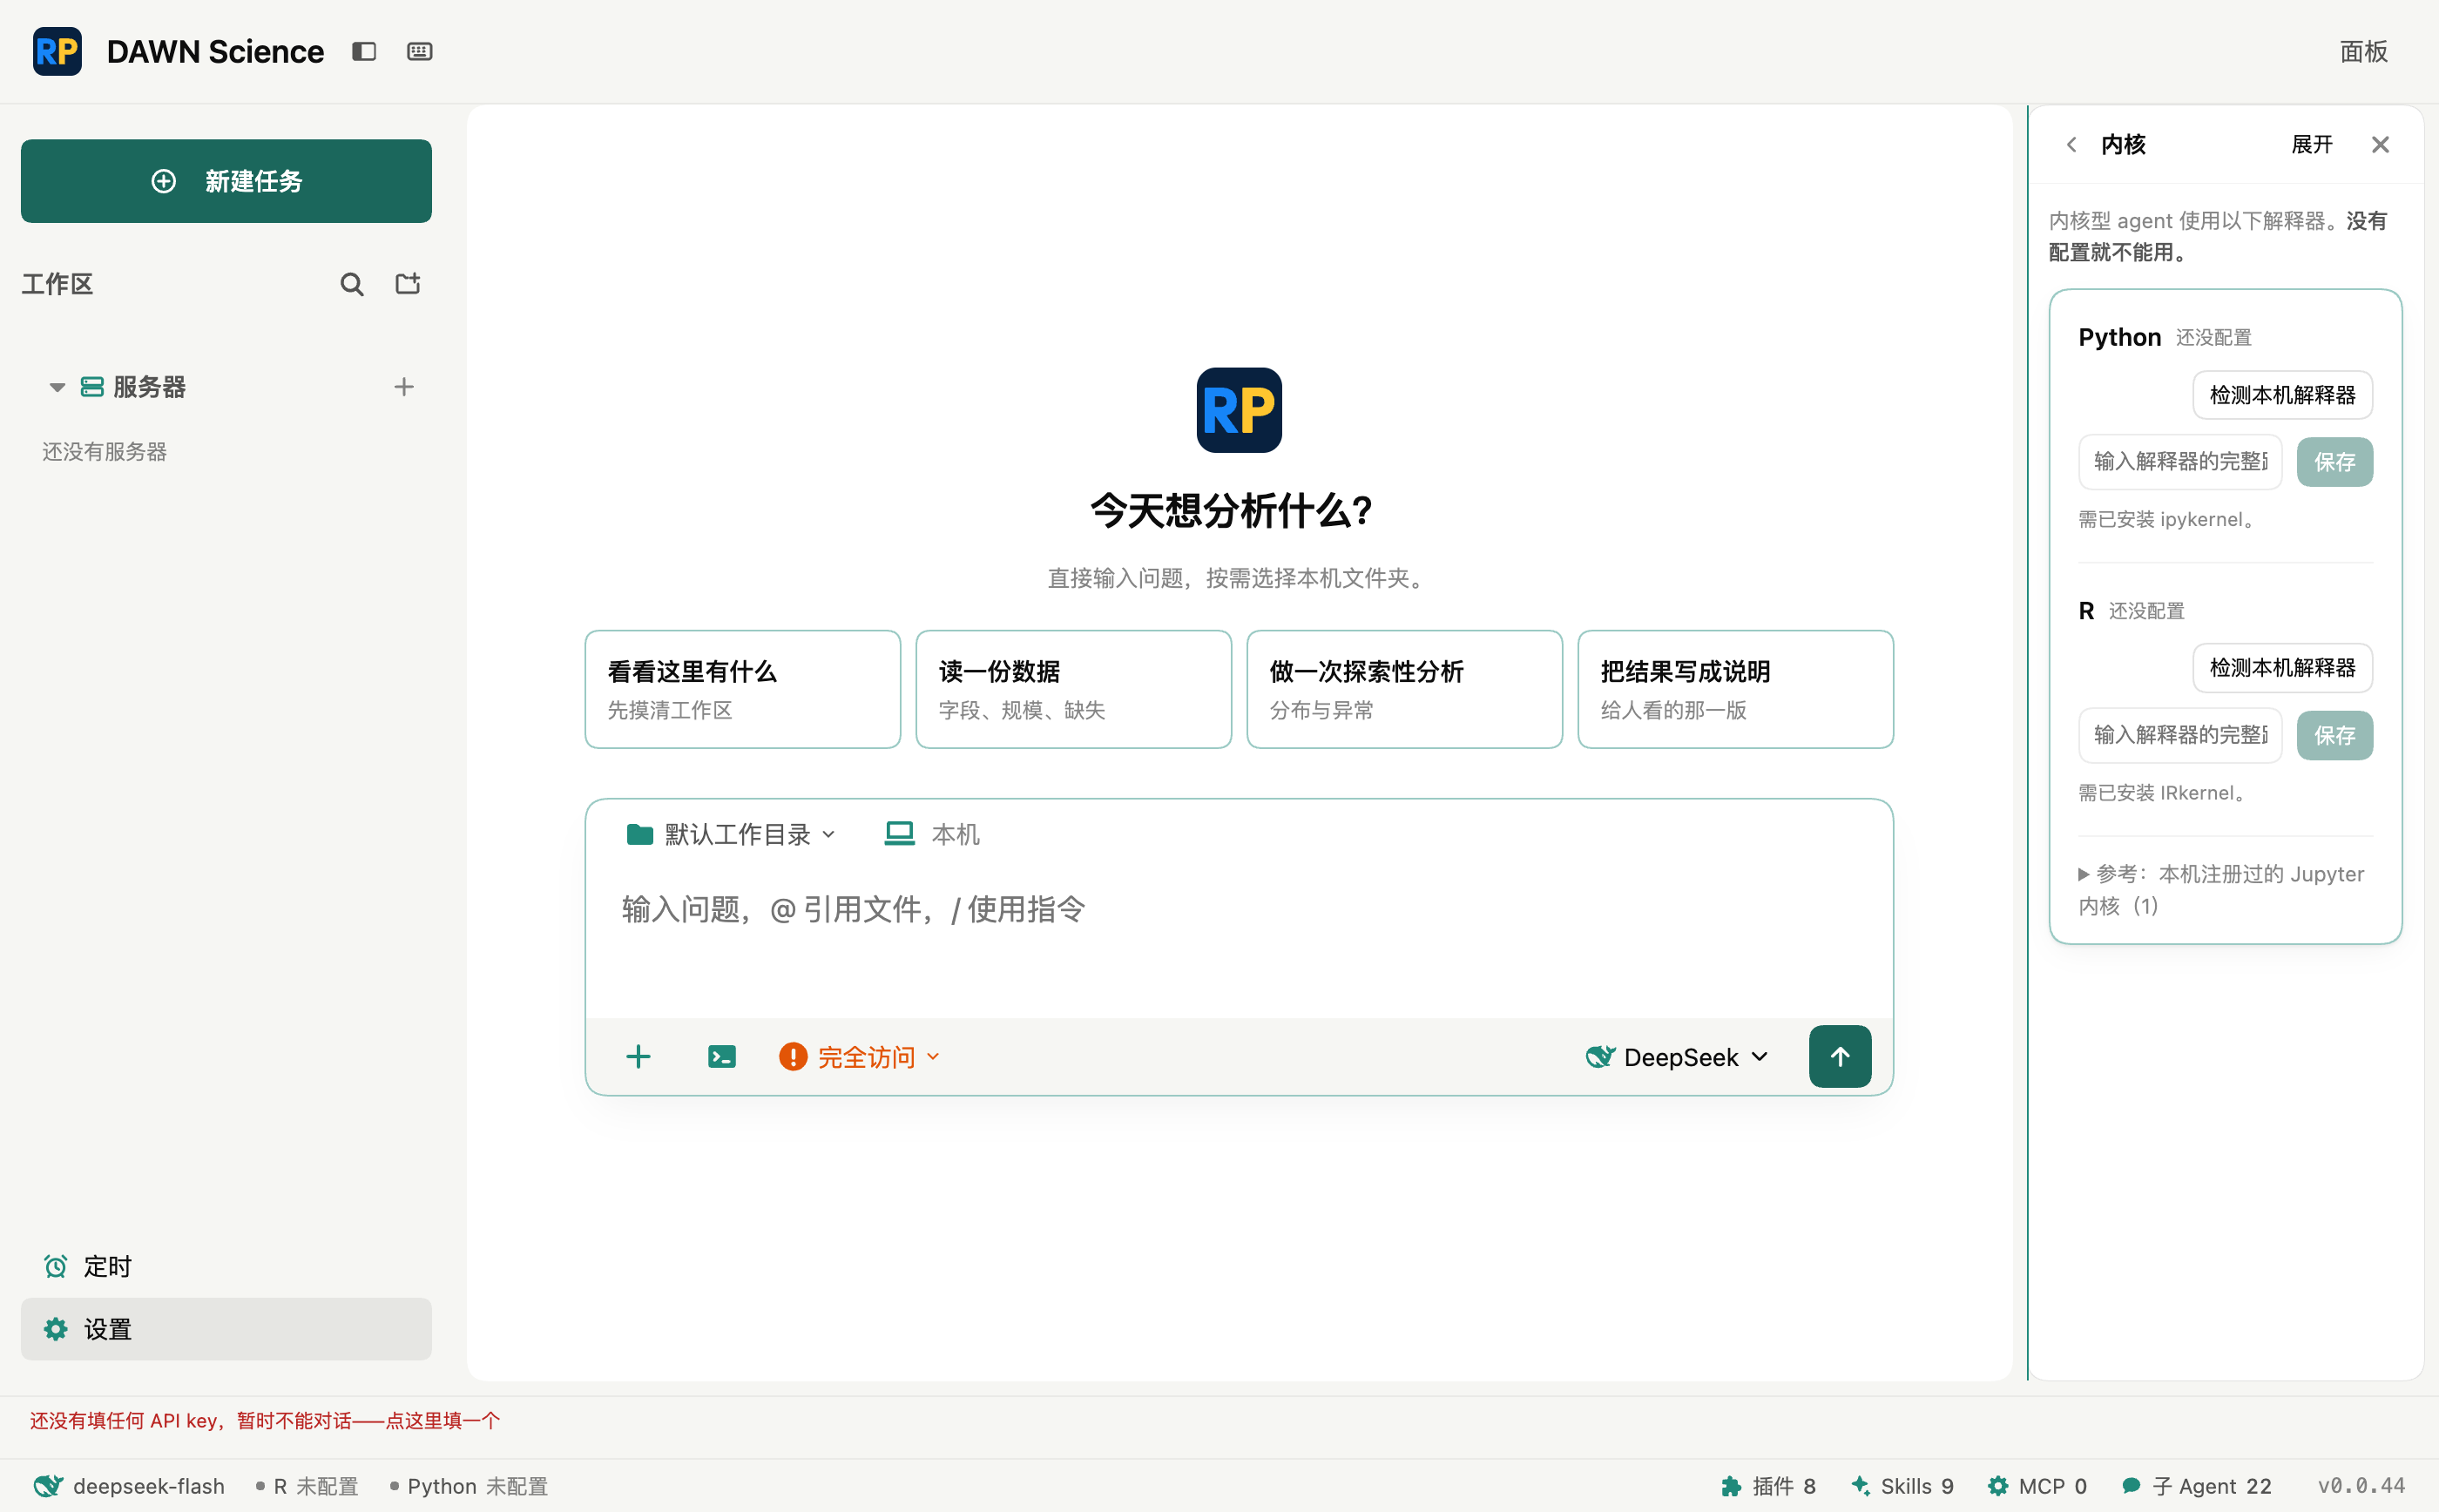 RP DAWN Science
面板
新建任务
工作区
服务器
还没有服务器
定时
设置
RP
今天想分析什么?
直接输入问题，按需选择本机文件夹。
看看这里有什么
先摸清工作区
读一份数据
字段、规模、缺失
做一次探索性分析
分布与异常
把结果写成说明
给人看的那一版
默认工作目录 本机
输入问题，@ 引用文件，/ 使用指令
完全访问 DeepSeek
内核 展开
内核型 agent 使用以下解释器。没有
配置就不能用。
Python 还没配置
检测本机解释器
输入解释器的完整 保存
需已安装 ipykernel。
R 还没配置
检测本机解释器
输入解释器的完整 保存
需已安装 IRkernel。
参考：本机注册过的 Jupyter
内核（1）
还没有填任何 API key，暂时不能对话——点这里填一个
deepseek-flash R 未配置 Python 未配置 插件 8 Skills 9 MCP 0 子 Agent 22 v0.0.44